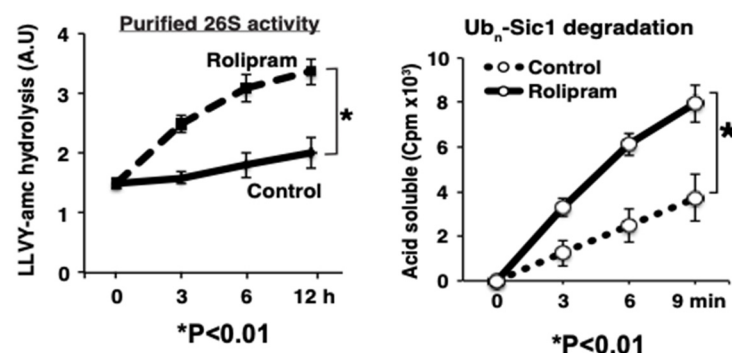 Purified 26S activity
LLVY-amc hydrolysis (A.U)
4
3
2
1
0
Rolipram
Control
*
0 3 6 12 h
*P<0.01
Ubn-Sic1 degradation
Acid soluble (Cpm x10³)
10
8
6
4
2
0
Control
Rolipram
*
0 3 6 9 min
*P<0.01